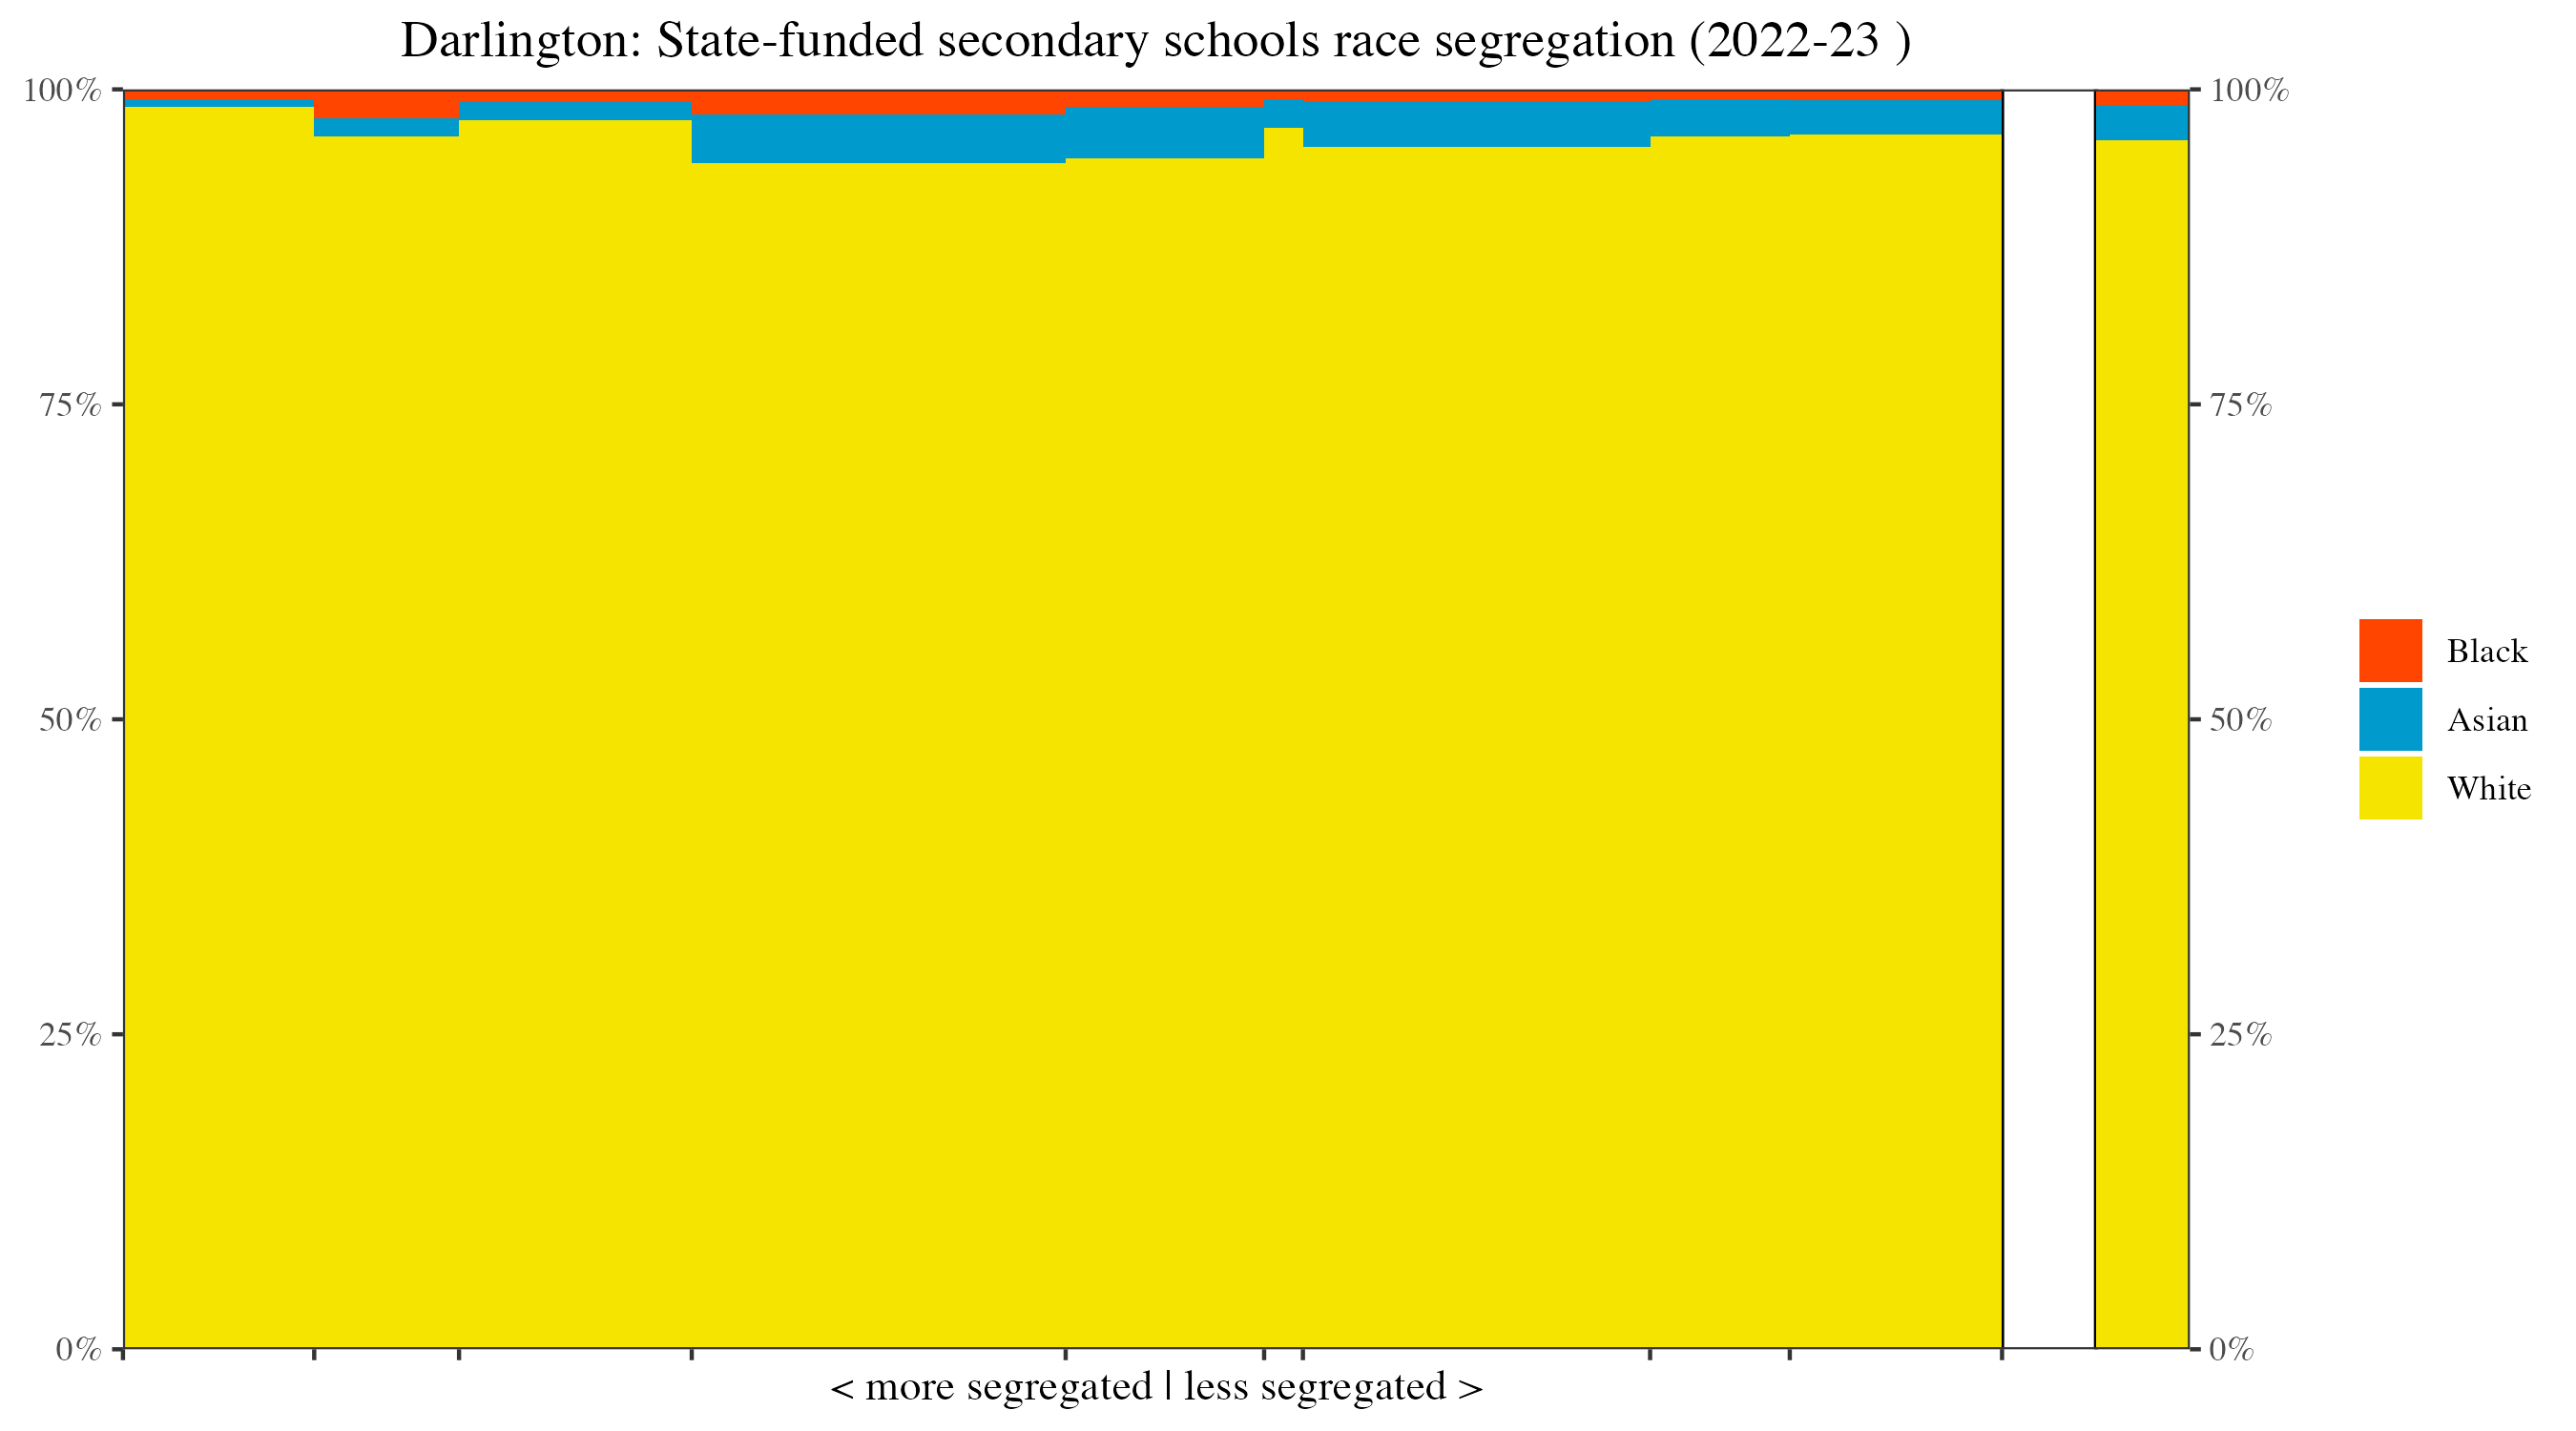 Darlington: State-funded secondary schools race segregation (2022-23 )
100%
75%
50%
25%
0%
100%
75%
50%
25%
0%
Black
Asian
White
< more segregated | less segregated >